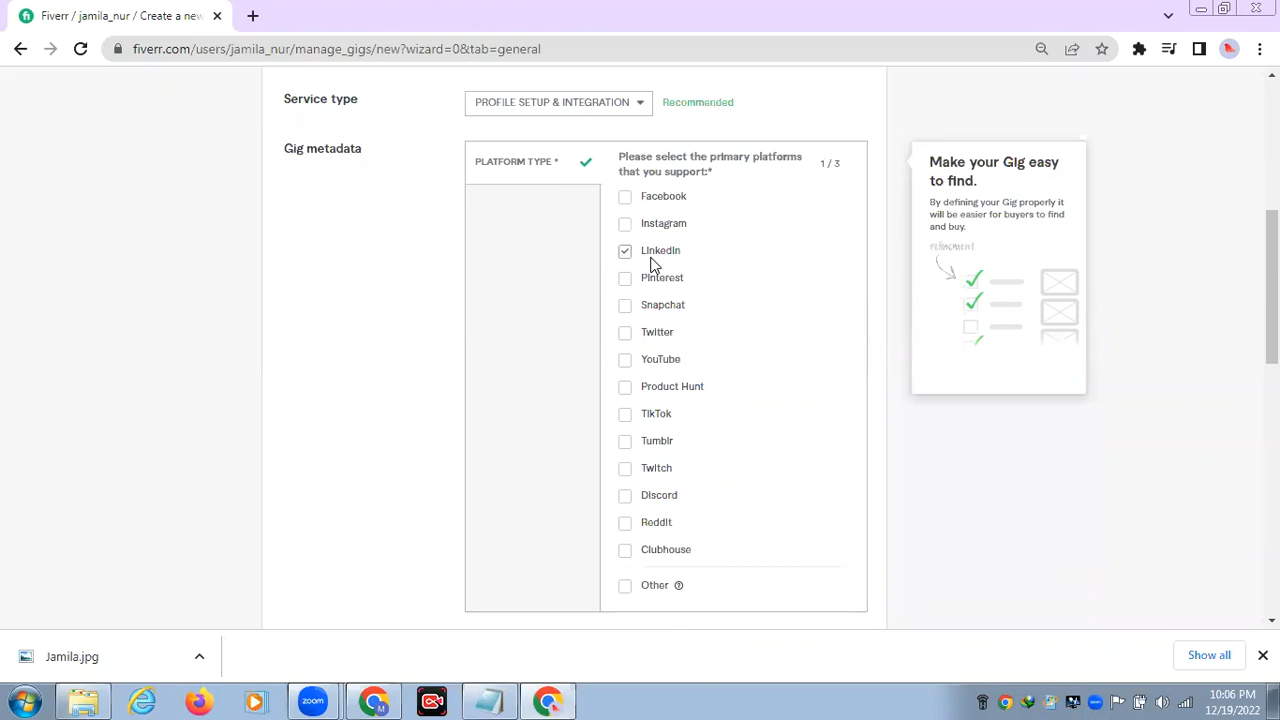 Fiverr / jamila_nur / Create a new
fiverr.com/users/jamila_nur/manage_gigs/new?wizard=0&tab=general
Service type
PROFILE SETUP & INTEGRATION
Recommended
Gig metadata
PLATFORM TYPE *
Please select the primary platforms
that you support:*
1 / 3
Facebook
Instagram
LinkedIn
Pinterest
Snapchat
Twitter
YouTube
Product Hunt
TikTok
Tumblr
Twitch
Discord
Reddit
Clubhouse
Other
Make your Gig easy
to find.
By defining your Gig properly it
will be easier for buyers to find
and buy.
refinement
Jamila.jpg
Show all
zoom
M
10:06 PM
12/19/2022